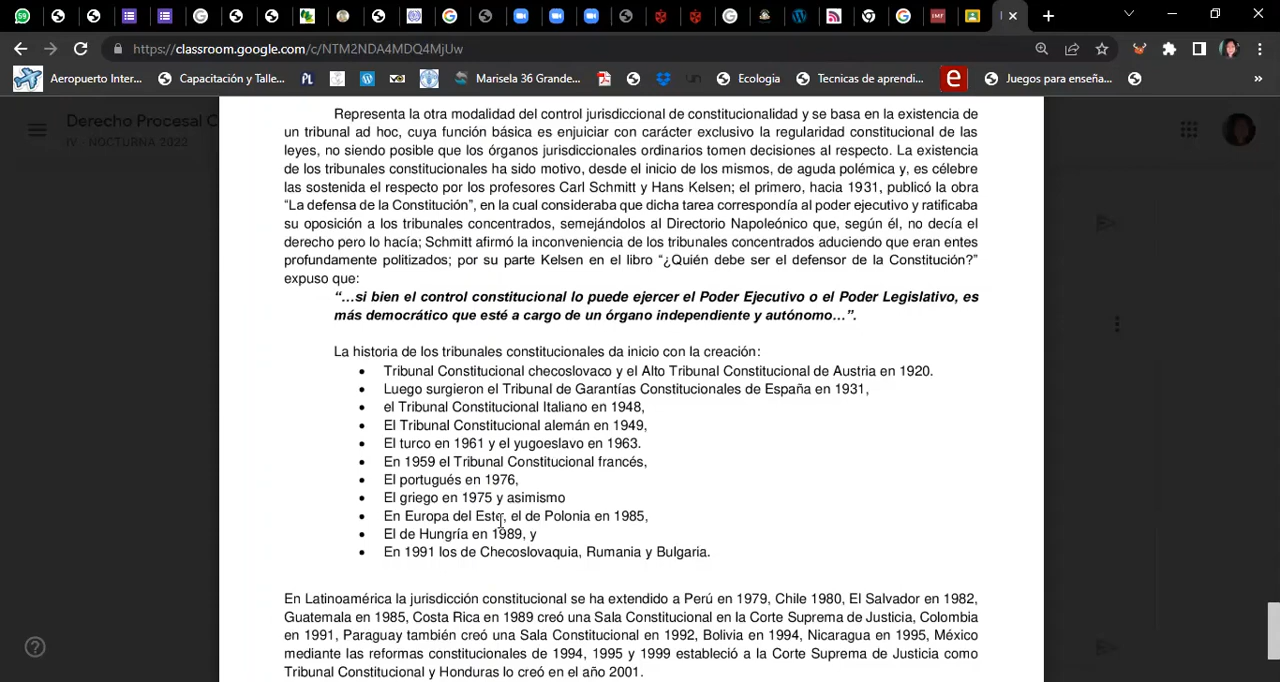 https://classroom.google.com/c/NTM2NDA4MDQ4MjUw
Aeropuerto Inter...
Capacitación y Talle...
Marisela 36 Grande...
Ecologia
Tecnicas de aprendi...
Juegos para enseña...
Derecho Procesal C
IV - NOCTURNA 2022
Representa la otra modalidad del control jurisdiccional de constitucionalidad y se basa en la existencia de
un tribunal ad hoc, cuya función básica es enjuiciar con carácter exclusivo la regularidad constitucional de las
leyes, no siendo posible que los órganos jurisdiccionales ordinarios tomen decisiones al respecto. La existencia
de los tribunales constitucionales ha sido motivo, desde el inicio de los mismos, de aguda polémica y, es célebre
las sostenida el respecto por los profesores Carl Schmitt y Hans Kelsen; el primero, hacia 1931, publicó la obra
“La defensa de la Constitución”, en la cual consideraba que dicha tarea correspondía al poder ejecutivo y ratificaba
su oposición a los tribunales concentrados, semejándolos al Directorio Napoleónico que, según él, no decía el
derecho pero lo hacía; Schmitt afirmó la inconveniencia de los tribunales concentrados aduciendo que eran entes
profundamente politizados; por su parte Kelsen en el libro “¿Quién debe ser el defensor de la Constitución?”
expuso que:
“…si bien el control constitucional lo puede ejercer el Poder Ejecutivo o el Poder Legislativo, es
más democrático que esté a cargo de un órgano independiente y autónomo…”.
La historia de los tribunales constitucionales da inicio con la creación:
• Tribunal Constitucional checoslovaco y el Alto Tribunal Constitucional de Austria en 1920.
• Luego surgieron el Tribunal de Garantías Constitucionales de España en 1931,
• el Tribunal Constitucional Italiano en 1948,
• El Tribunal Constitucional alemán en 1949,
• El turco en 1961 y el yugoeslavo en 1963.
• En 1959 el Tribunal Constitucional francés,
• El portugués en 1976,
• El griego en 1975 y asimismo
• En Europa del Este, el de Polonia en 1985,
• El de Hungría en 1989, y
• En 1991 los de Checoslovaquia, Rumania y Bulgaria.
En Latinoamérica la jurisdicción constitucional se ha extendido a Perú en 1979, Chile 1980, El Salvador en 1982,
Guatemala en 1985, Costa Rica en 1989 creó una Sala Constitucional en la Corte Suprema de Justicia, Colombia
en 1991, Paraguay también creó una Sala Constitucional en 1992, Bolivia en 1994, Nicaragua en 1995, México
mediante las reformas constitucionales de 1994, 1995 y 1999 estableció a la Corte Suprema de Justicia como
Tribunal Constitucional y Honduras lo creó en el año 2001.